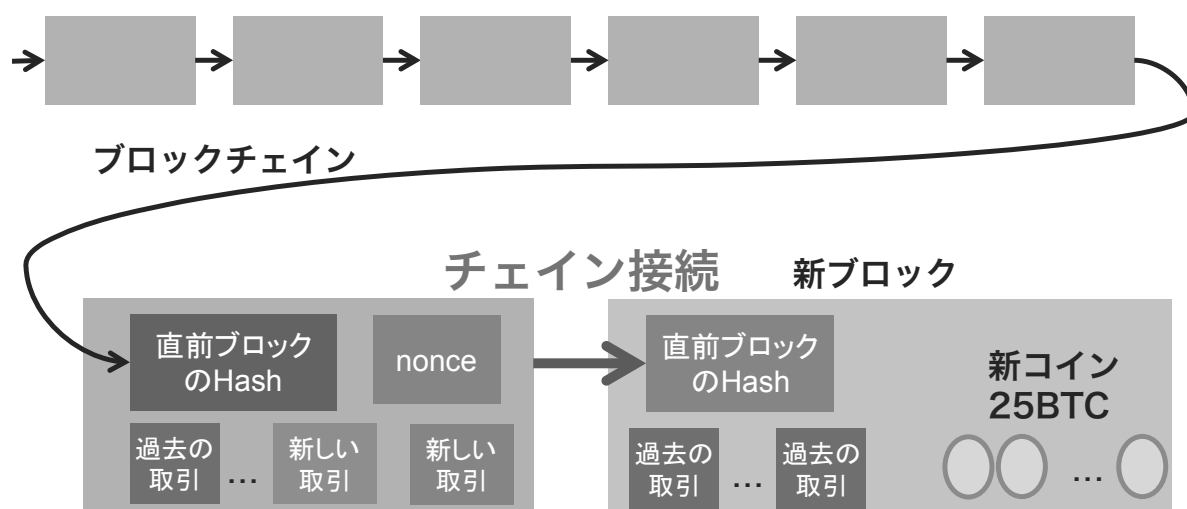 ブロックチェイン
チェイン接続
新ブロック
直前ブロック
のHash
nonce
過去の
取引
...
新しい
取引
新しい
取引
直前ブロック
のHash
過去の
取引
...
過去の
取引
新コイン
25BTC
...